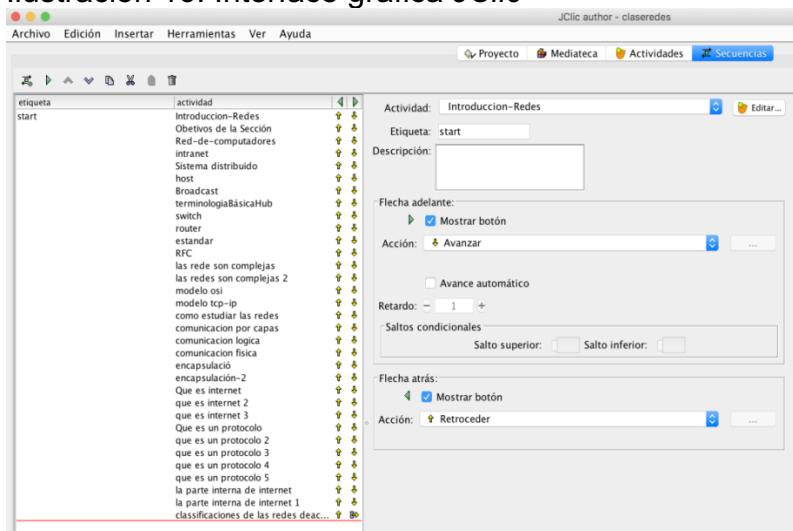 Ilustración 10. Interface gráfica JClic
JClic author - claseredes
Archivo Edición Insertar Herramientas Ver Ayuda
Proyecto Mediateca Actividades Secuencias
etiqueta actividad
start Introduccion-Redes
Obetivos de la Sección
Red-de-computadores
intranet
Sistema distribuido
host
Broadcast
terminologiaBásicaHub
switch
router
estandar
RFC
las rede son complejas
las redes son complejas 2
modelo osi
modelo tcp-ip
como estudiar las redes
comunicacion por capas
comunicacion logica
comunicacion fisica
encapsulació
encapsulación-2
Que es internet
que es internet 2
que es internet 3
Que es un protocolo
que es un protocolo 2
que es un protocolo 3
que es un protocolo 4
que es un protocolo 5
la parte interna de internet
la parte interna de internet 1
classificaciones de las redes deac...
Actividad: Introduccion-Redes Editar...
Etiqueta: start
Descripción:
Flecha adelante:
Mostrar botón
Acción: Avanzar ...
Avance automático
Retardo: − 1 +
Saltos condicionales
Salto superior: Salto inferior:
Flecha atrás:
Mostrar botón
Acción: Retroceder ...